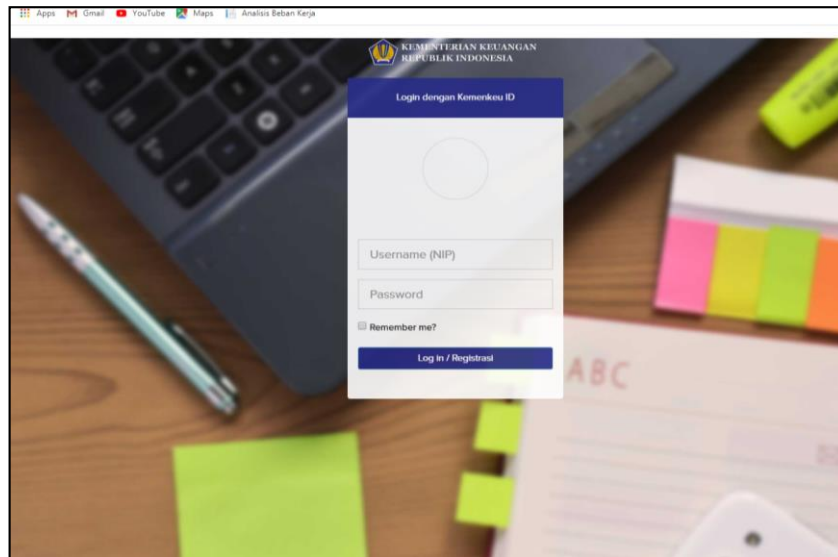 Apps Gmail YouTube Maps Analisis Beban Kerja
KEMENTERIAN KEUANGAN
REPUBLIK INDONESIA
Login dengan Kemenkeu ID
Username (NIP)
Password
Remember me?
Log in / Registrasi
ABC